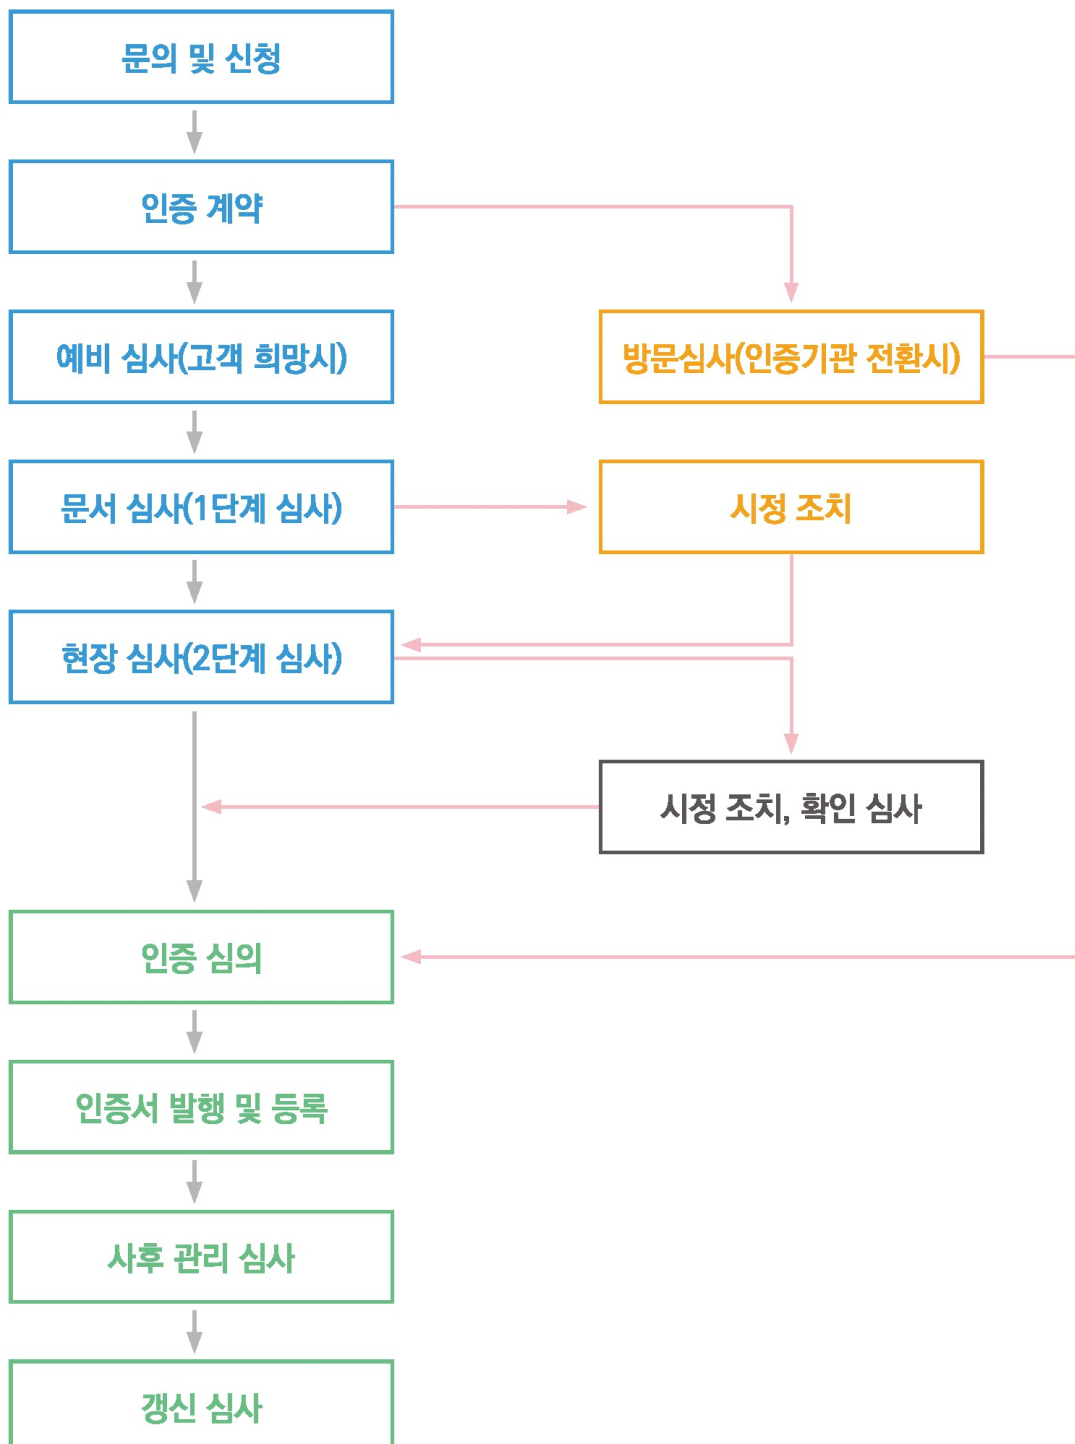 문의 및 신청
인증 계약
예비 심사(고객 희망시)
방문심사(인증기관 전환시)
문서 심사(1단계 심사)
시정 조치
현장 심사(2단계 심사)
시정 조치, 확인 심사
인증 심의
인증서 발행 및 등록
사후 관리 심사
갱신 심사